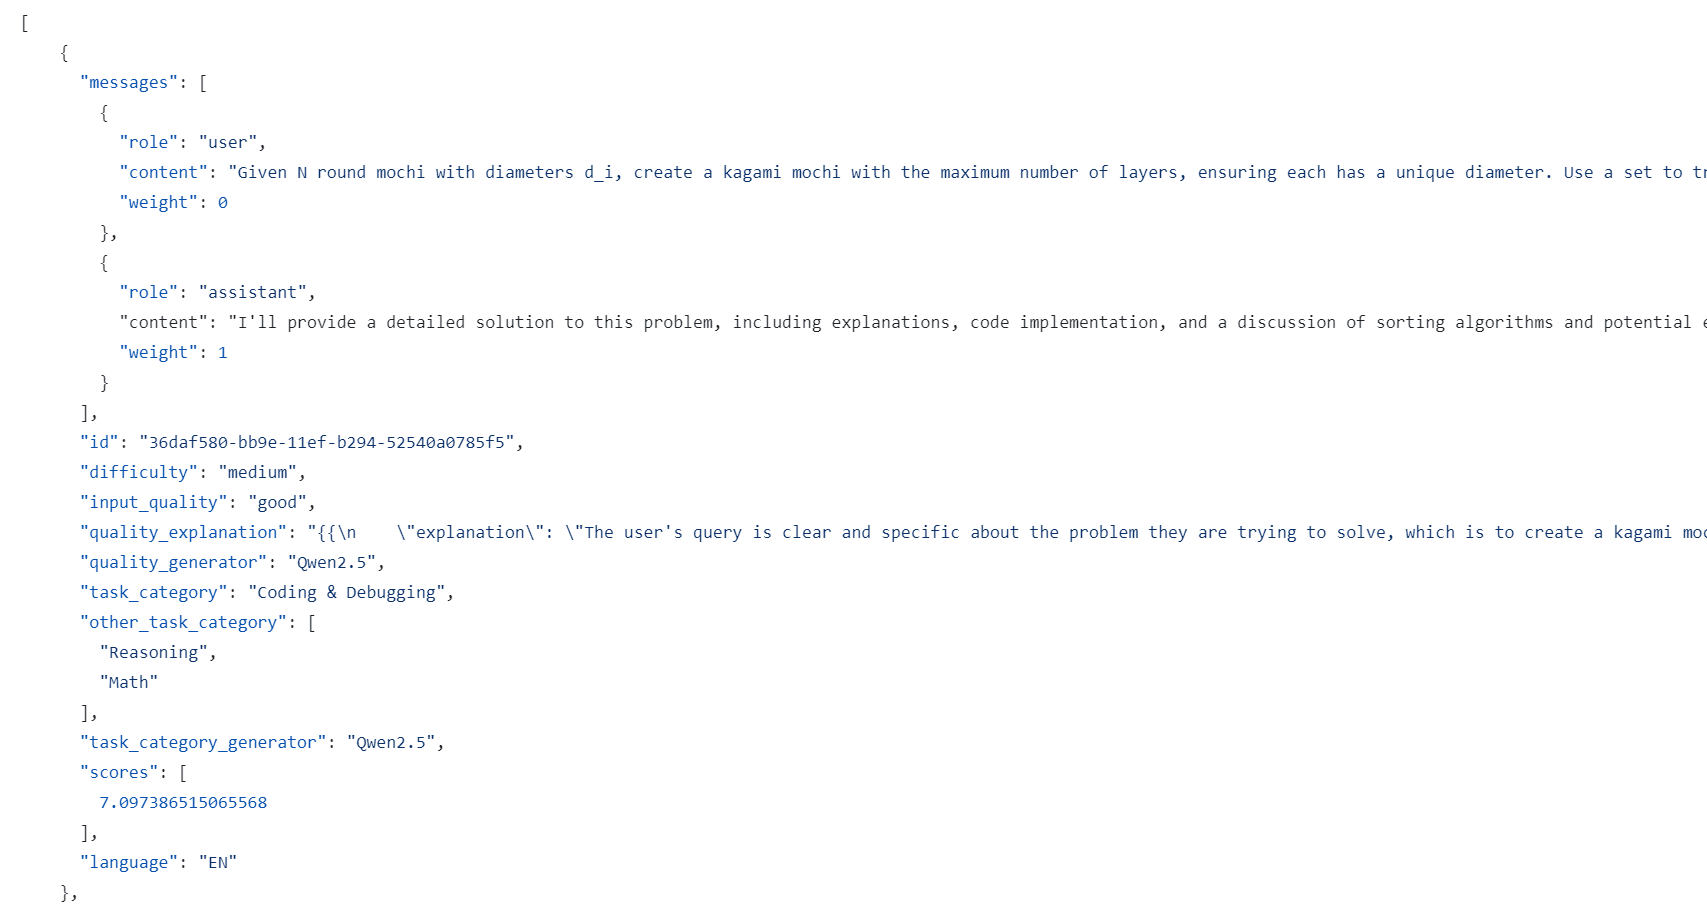 [
    {
      "messages": [
        {
          "role": "user",
          "content": "Given N round mochi with diameters d_i, create a kagami mochi with the maximum number of layers, ensuring each has a unique diameter. Use a set to
          "weight": 0
        },
        {
          "role": "assistant",
          "content": "I'll provide a detailed solution to this problem, including explanations, code implementation, and a discussion of sorting algorithms and potential
          "weight": 1
        }
      ],
      "id": "36daf580-bb9e-11ef-b294-52540a0785f5",
      "difficulty": "medium",
      "input_quality": "good",
      "quality_explanation": "{{\n    \"explanation\": \"The user's query is clear and specific about the problem they are trying to solve, which is to create a kagami
      "quality_generator": "Qwen2.5",
      "task_category": "Coding & Debugging",
      "other_task_category": [
        "Reasoning",
        "Math"
      ],
      "task_category_generator": "Qwen2.5",
      "scores": [
        7.097386515065568
      ],
      "language": "EN"
    },